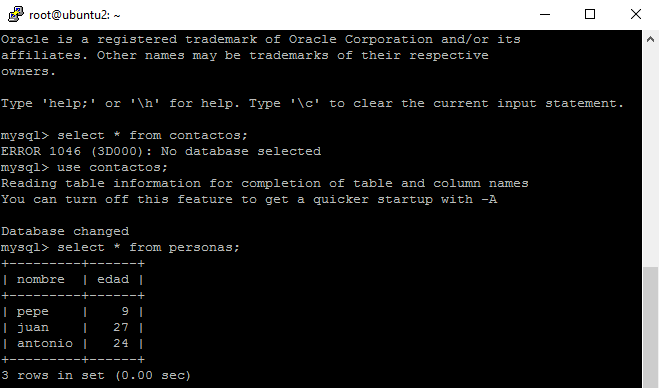 root@ubuntu2: ~
Oracle is a registered trademark of Oracle Corporation and/or its
affiliates. Other names may be trademarks of their respective
owners.
Type 'help;' or '\h' for help. Type '\c' to clear the current input statement.
mysql> select * from contactos;
ERROR 1046 (3D000): No database selected
mysql> use contactos;
Reading table information for completion of table and column names
You can turn off this feature to get a quicker startup with -A
Database changed
mysql> select * from personas;
+---------+------+
| nombre  | edad |
+---------+------+
| pepe    |    9 |
| juan    |   27 |
| antonio |   24 |
+---------+------+
3 rows in set (0.00 sec)